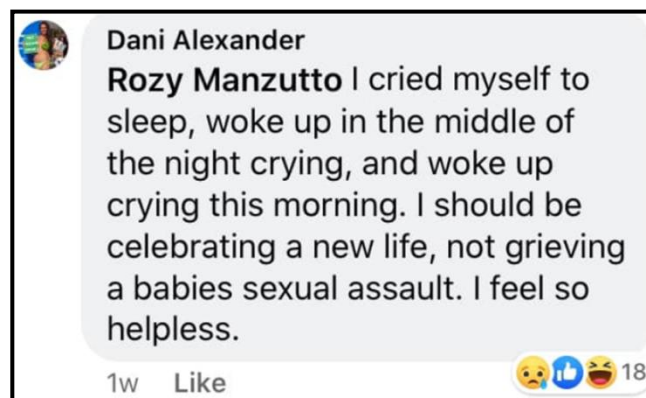 Dani Alexander
Rozy Manzutto I cried myself to
sleep, woke up in the middle of
the night crying, and woke up
crying this morning. I should be
celebrating a new life, not grieving
a babies sexual assault. I feel so
helpless.
1w Like 18